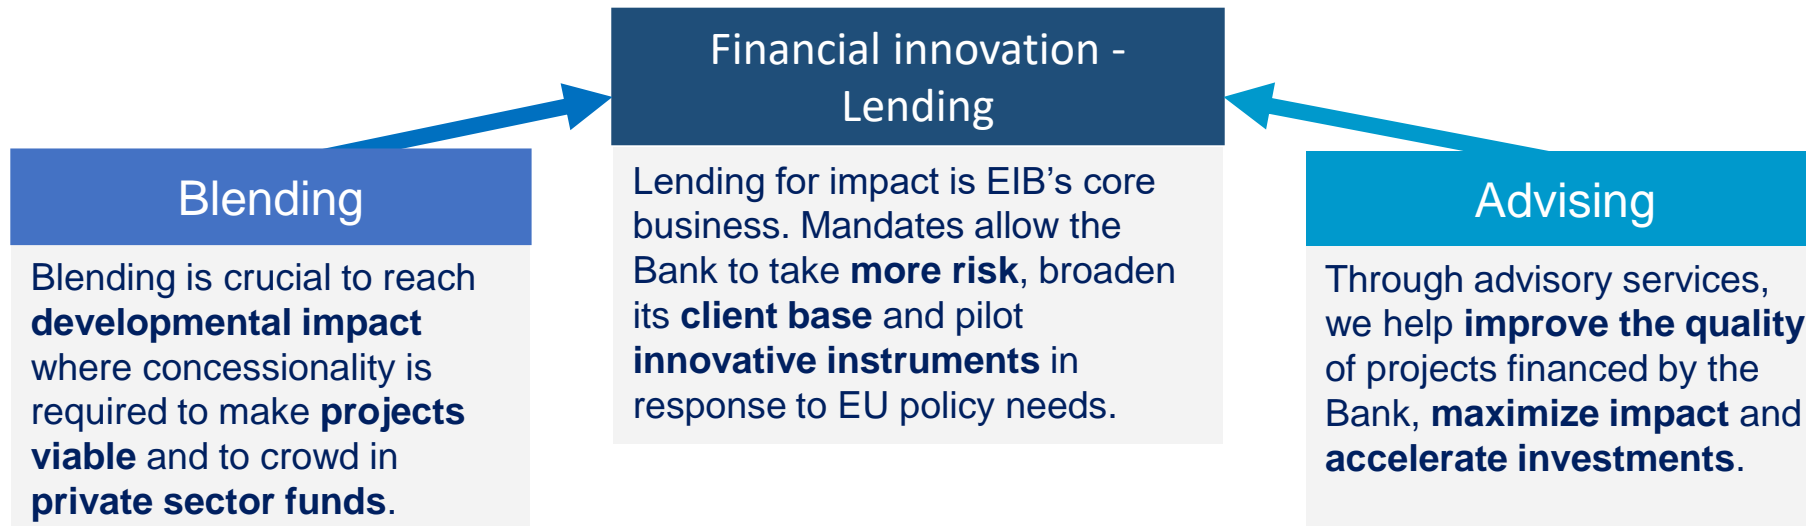 Financial innovation -
Lending
Blending
Blending is crucial to reach
developmental impact
where concessionality is
required to make projects
viable and to crowd in
private sector funds.
Lending for impact is EIB’s core
business. Mandates allow the
Bank to take more risk, broaden
its client base and pilot
innovative instruments in
response to EU policy needs.
Advising
Through advisory services,
we help improve the quality
of projects financed by the
Bank, maximize impact and
accelerate investments.